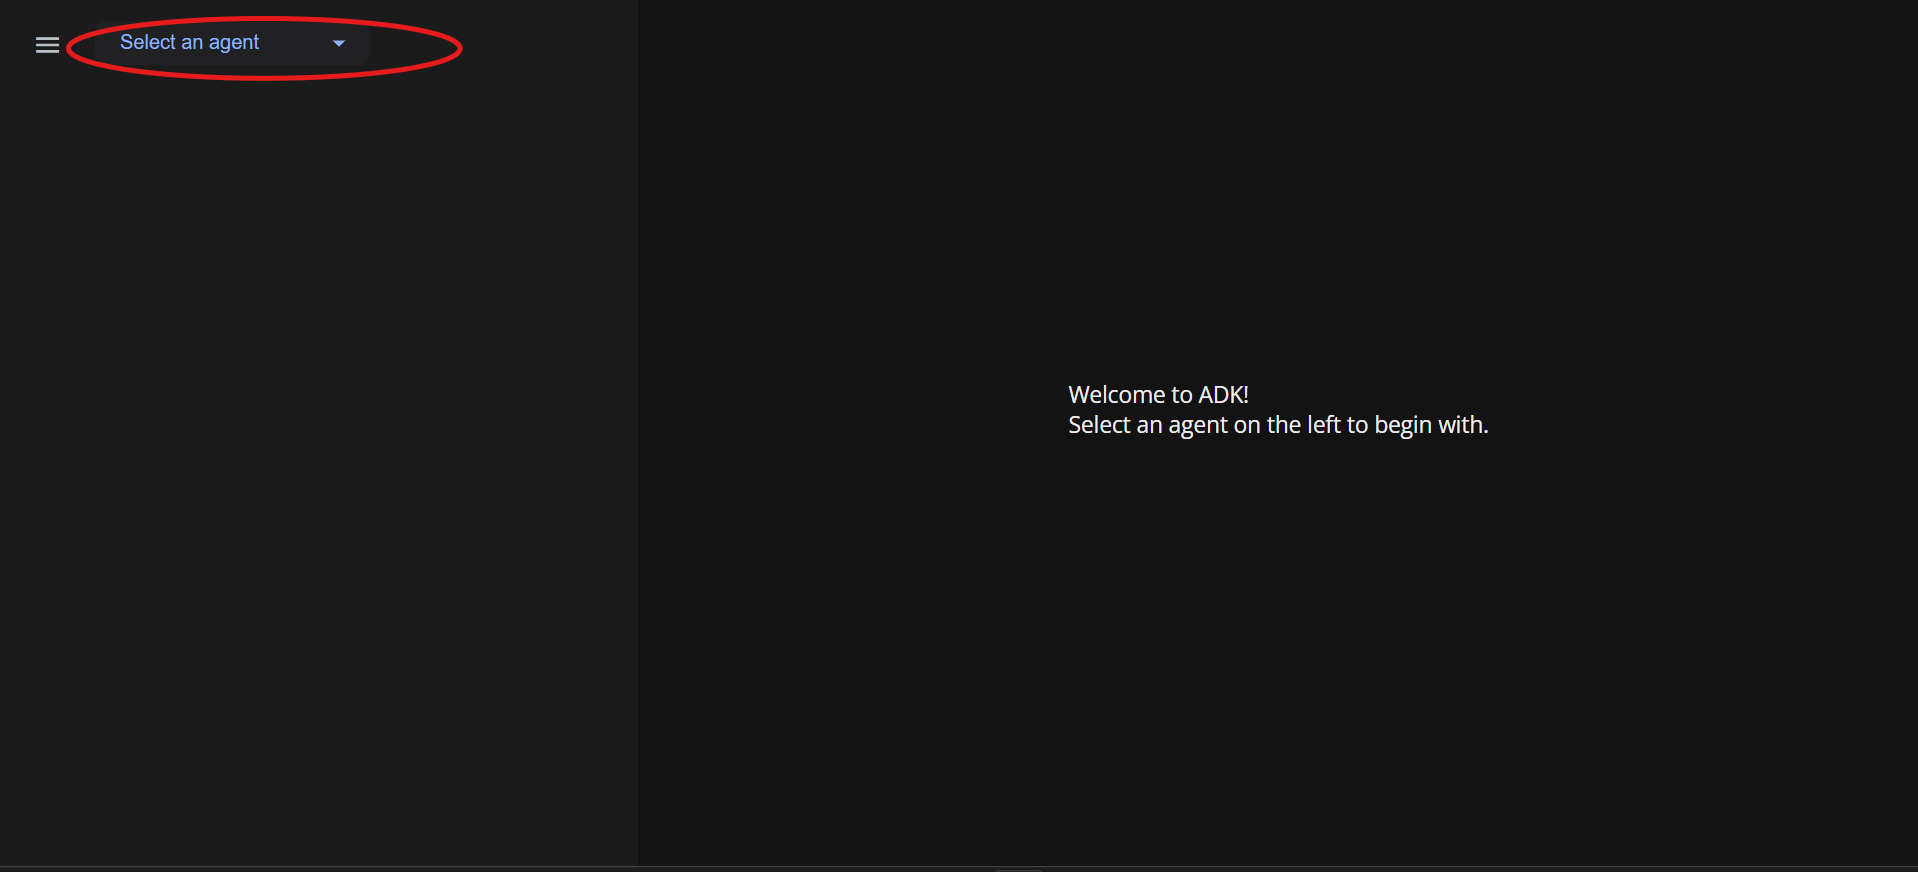 Select an agent
Welcome to ADK!
Select an agent on the left to begin with.